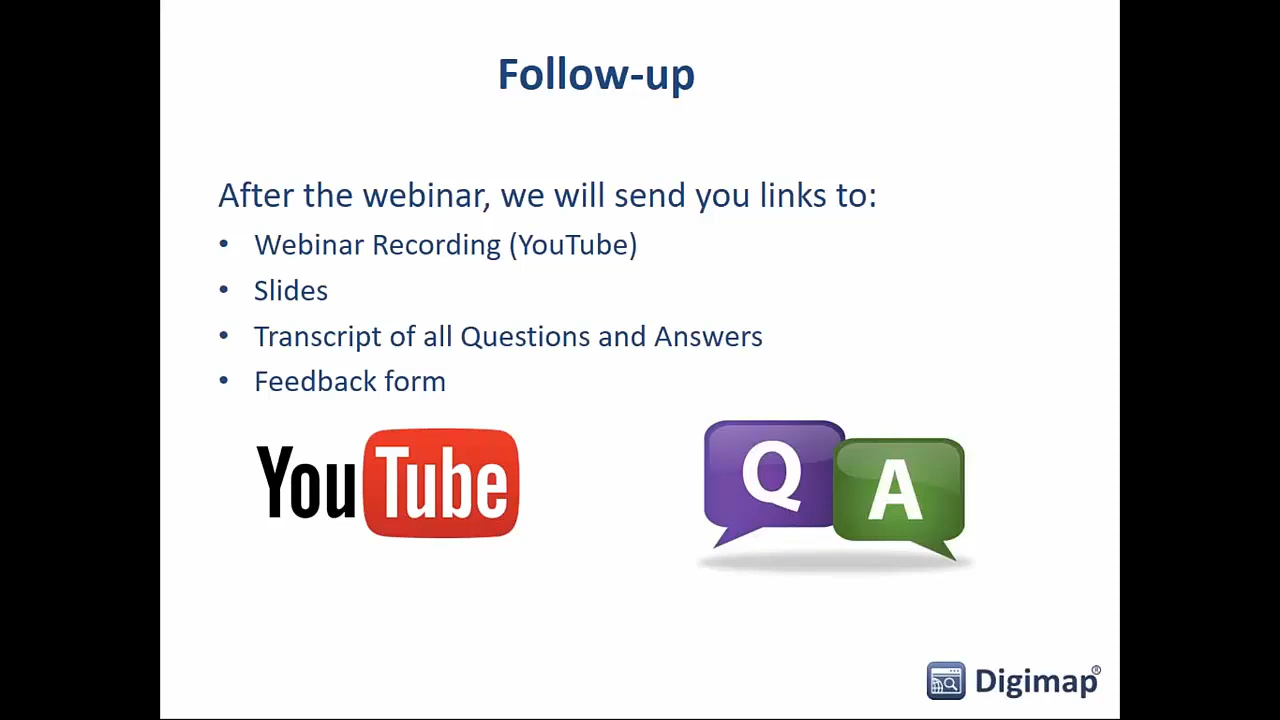 Follow-up
After the webinar, we will send you links to:
• Webinar Recording (YouTube)
• Slides
• Transcript of all Questions and Answers
• Feedback form
YouTube
Q A
Digimap®